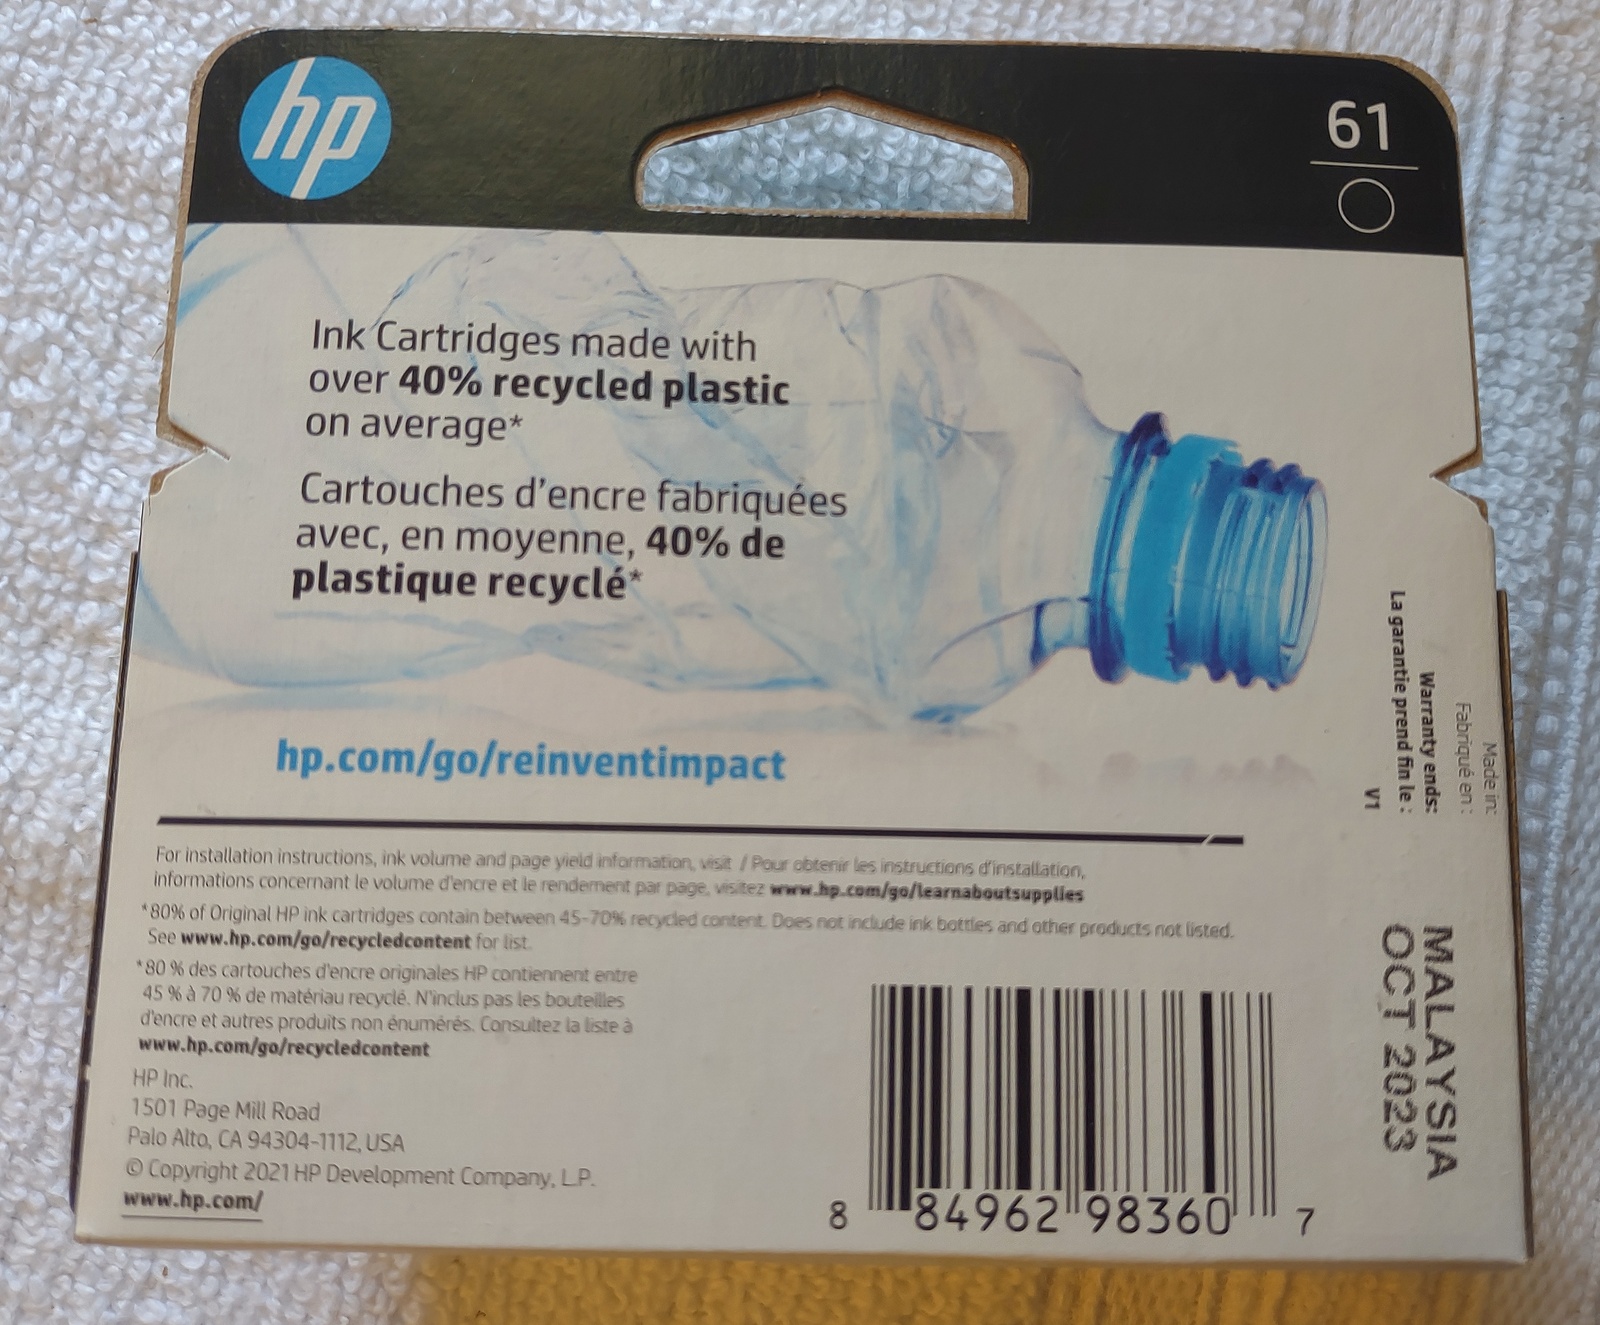 hp
61
Ink Cartridges made with
over 40% recycled plastic
on average*
Cartouches d'encre fabriquées
avec, en moyenne, 40% de
plastique recyclé*
hp.com/go/reinventimpact
For installation instructions, ink volume and page yield information, visit / Pour obtenir les instructions d'installation,
informations concernant le volume d'encre et le rendement par page, visitez www.hp.com/go/learnaboutsupplies
*80% of Original HP ink cartridges contain between 45-70% recycled content. Does not include ink bottles and other products not listed.
See www.hp.com/go/recycledcontent for list.
*80 % des cartouches d'encre originales HP contiennent entre
45 % à 70 % de matériau recyclé. N'inclus pas les bouteilles
d'encre et autres produits non énumérés. Consultez la liste à
www.hp.com/go/recycledcontent
HP Inc.
1501 Page Mill Road
Palo Alto, CA 94304-1112, USA
© Copyright 2021 HP Development Company, L.P.
www.hp.com/
8 84962 98360 7
Made in:
Fabriqué en :
Warranty ends:
La garantie prend fin le :
V1
MALAYSIA
OCT 2023